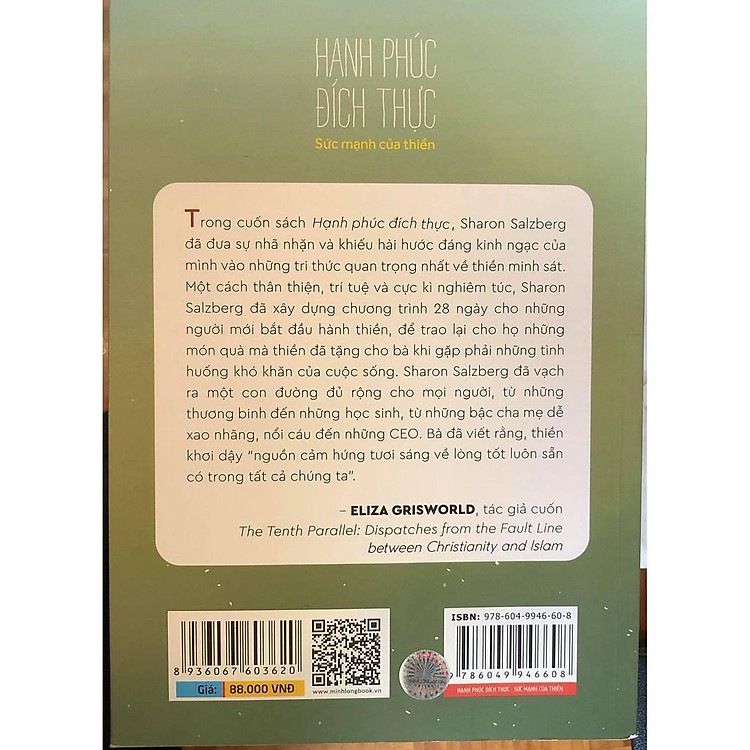 HẠNH PHÚC
ĐÍCH THỰC
Sức mạnh của thiền
Trong cuốn sách Hạnh phúc đích thực, Sharon Salzberg
đã đưa sự nhã nhặn và khiếu hài hước đáng kinh ngạc của
mình vào những tri thức quan trọng nhất về thiền minh sát.
Một cách thân thiện, trí tuệ và cực kì nghiêm túc, Sharon
Salzberg đã xây dựng chương trình 28 ngày cho những
người mới bắt đầu hành thiền, để trao lại cho họ những
món quà mà thiền đã tặng cho bà khi gặp phải những tình
huống khó khăn của cuộc sống. Sharon Salzberg đã vạch
ra một con đường đủ rộng cho mọi người, từ những
thương binh đến những học sinh, từ những bậc cha mẹ dễ
xao nhãng, nổi cáu đến những CEO. Bà đã viết rằng, thiền
khơi dậy “nguồn cảm hứng tươi sáng về lòng tốt luôn sẵn
có trong tất cả chúng ta”.
– ELIZA GRISWORLD, tác giả cuốn
The Tenth Parallel: Dispatches from the Fault Line
between Christianity and Islam
8 936067 603620
Giá: 88.000 VNĐ
www.minhlongbook.vn
ISBN: 978-604-9946-60-8
9 786049 946608
HẠNH PHÚC ĐÍCH THỰC - SỨC MẠNH CỦA THIỀN